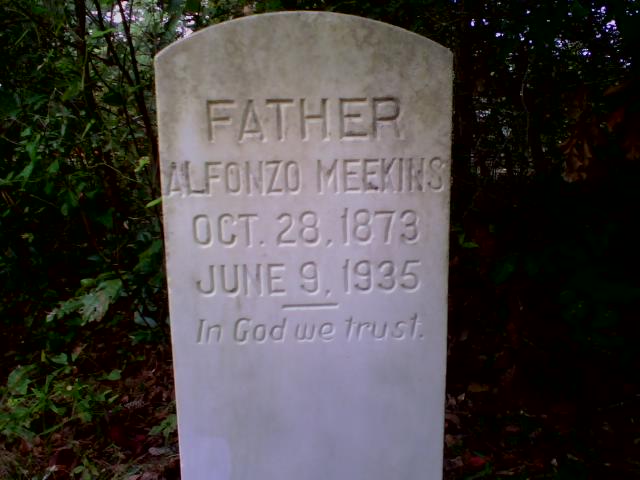 FATHER
ALFONZO MEEKINS
OCT. 28, 1873
JUNE 9, 1935
In God we trust.